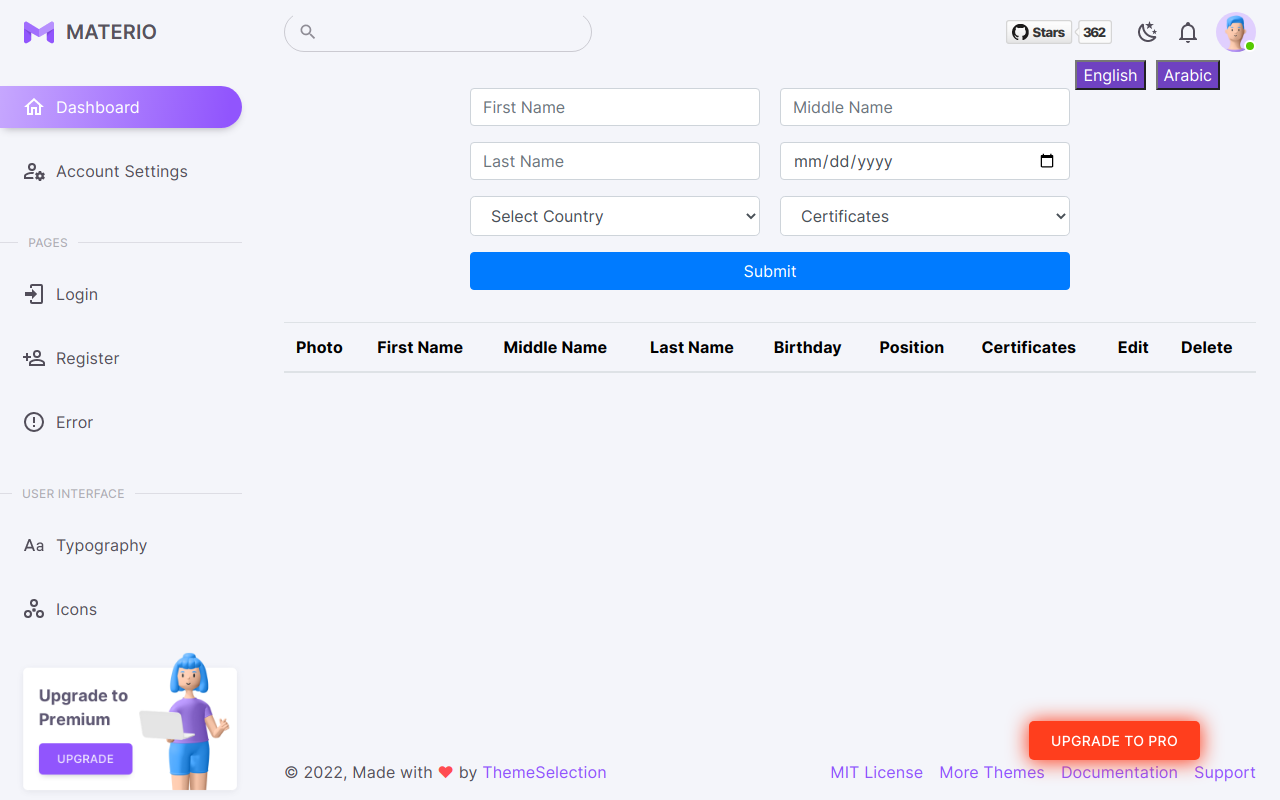 MATERIO
Stars 362
English Arabic
Dashboard
Account Settings
PAGES
Login
Register
Error
USER INTERFACE
Typography
Icons
Upgrade to
Premium
UPGRADE
First Name Middle Name
Last Name mm/dd/yyyy
Select Country Certificates
Submit
Photo First Name Middle Name Last Name Birthday Position Certificates Edit Delete
UPGRADE TO PRO
© 2022, Made with ❤ by ThemeSelection
MIT License More Themes Documentation Support